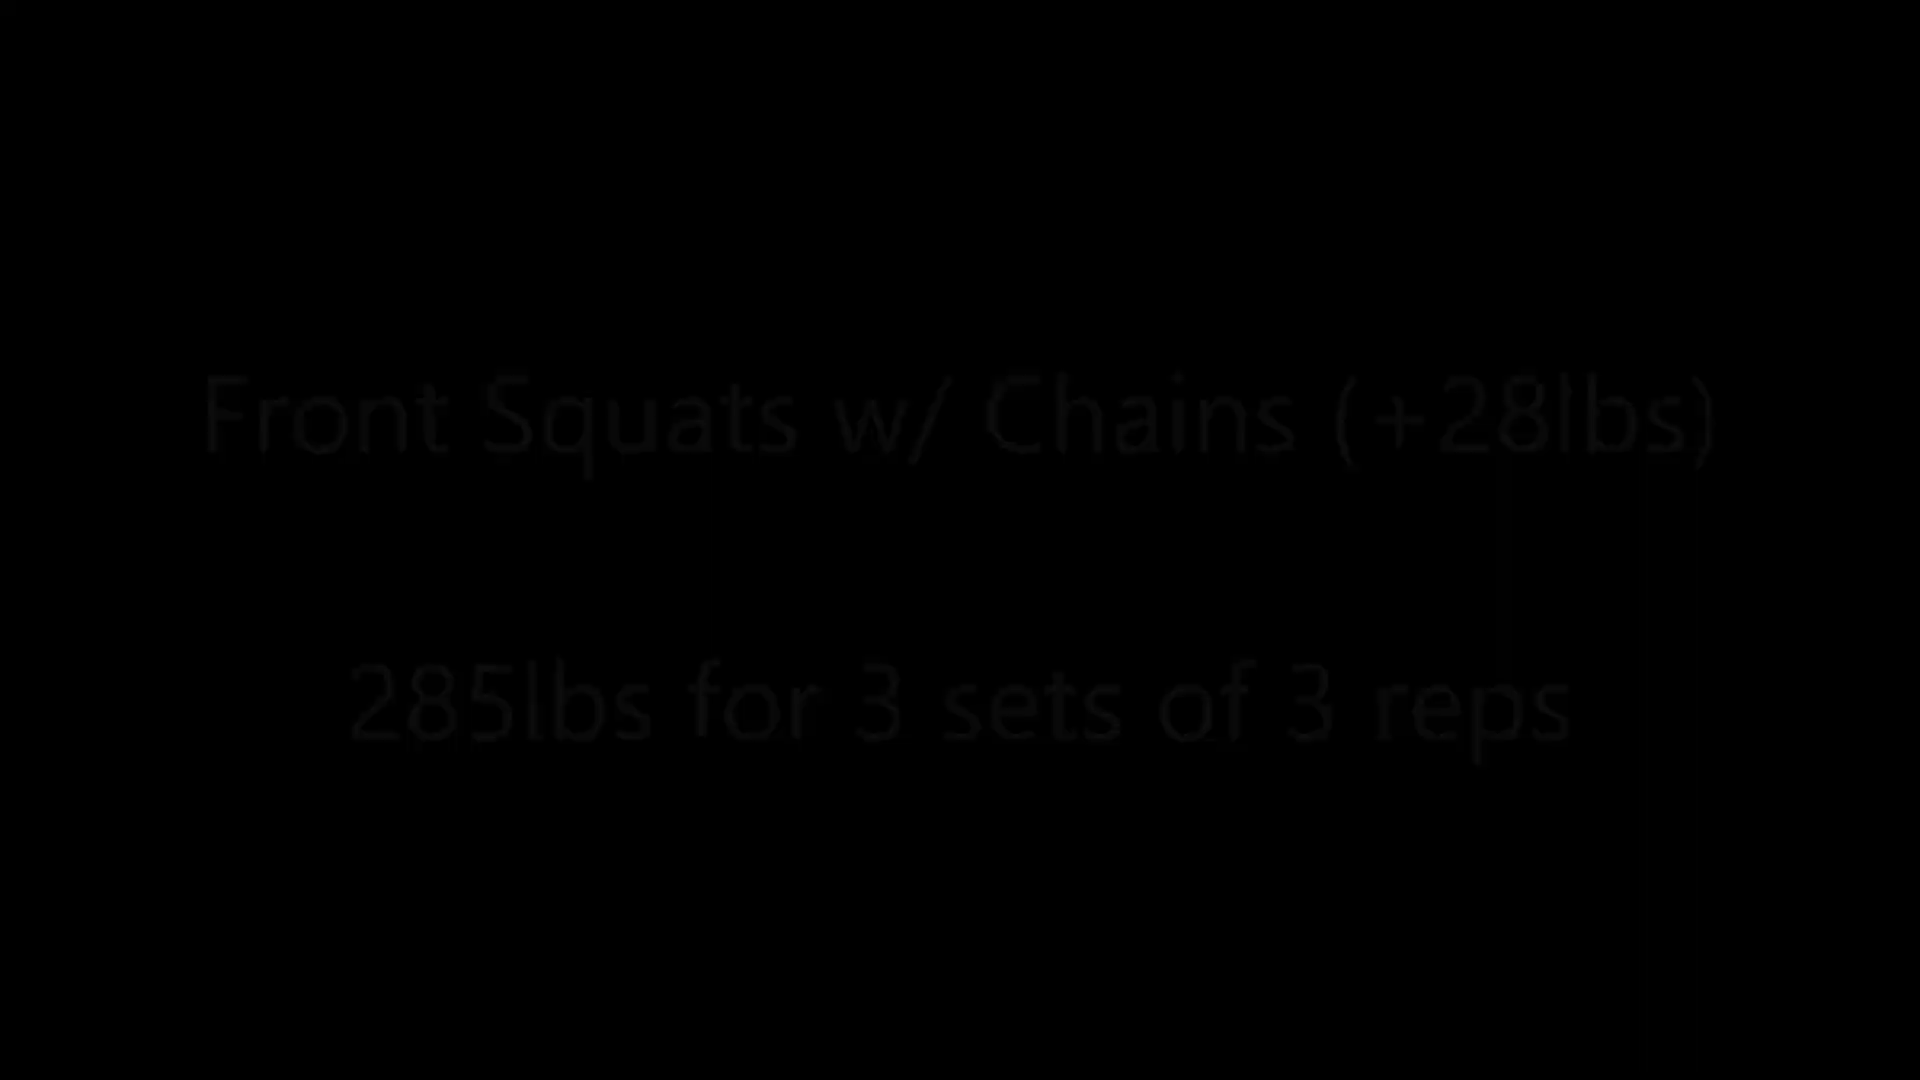 Front Squats w/ Chains (+28lbs)
285lbs for 3 sets of 3 reps